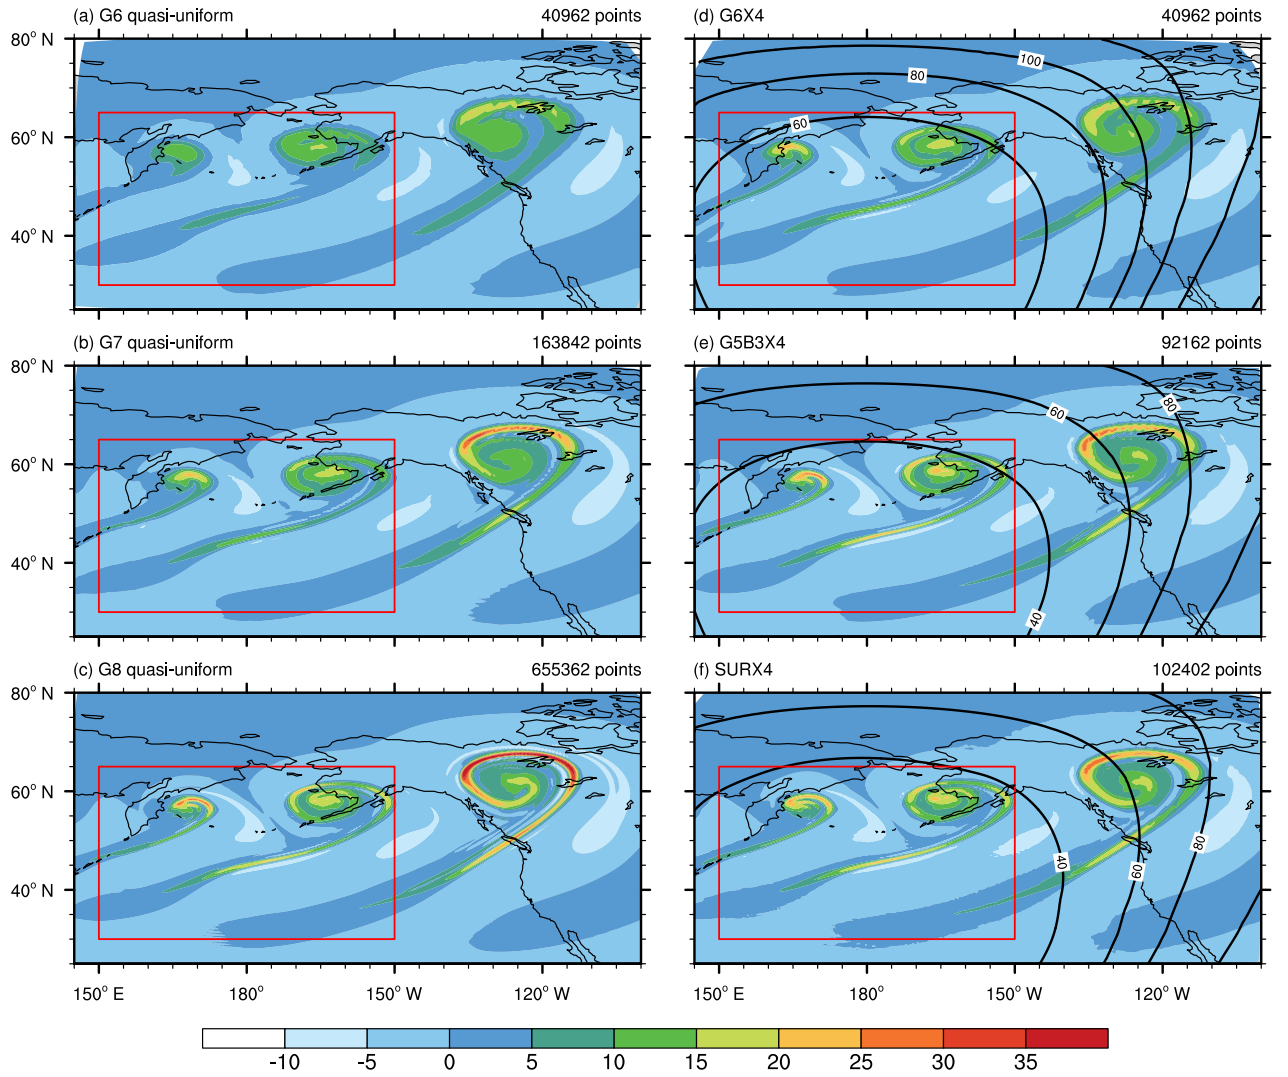 (a) G6 quasi-uniform 40962 points
(d) G6X4 40962 points
80° N
60° N
40° N
100
80
60
(b) G7 quasi-uniform 163842 points
(e) G5B3X4 92162 points
80° N
60° N
40° N
80
60
40
(c) G8 quasi-uniform 655362 points
(f) SURX4 102402 points
80° N
60° N
40° N
40
60
80
150° E 180° 150° W 120° W
150° E 180° 150° W 120° W
-10 -5 0 5 10 15 20 25 30 35